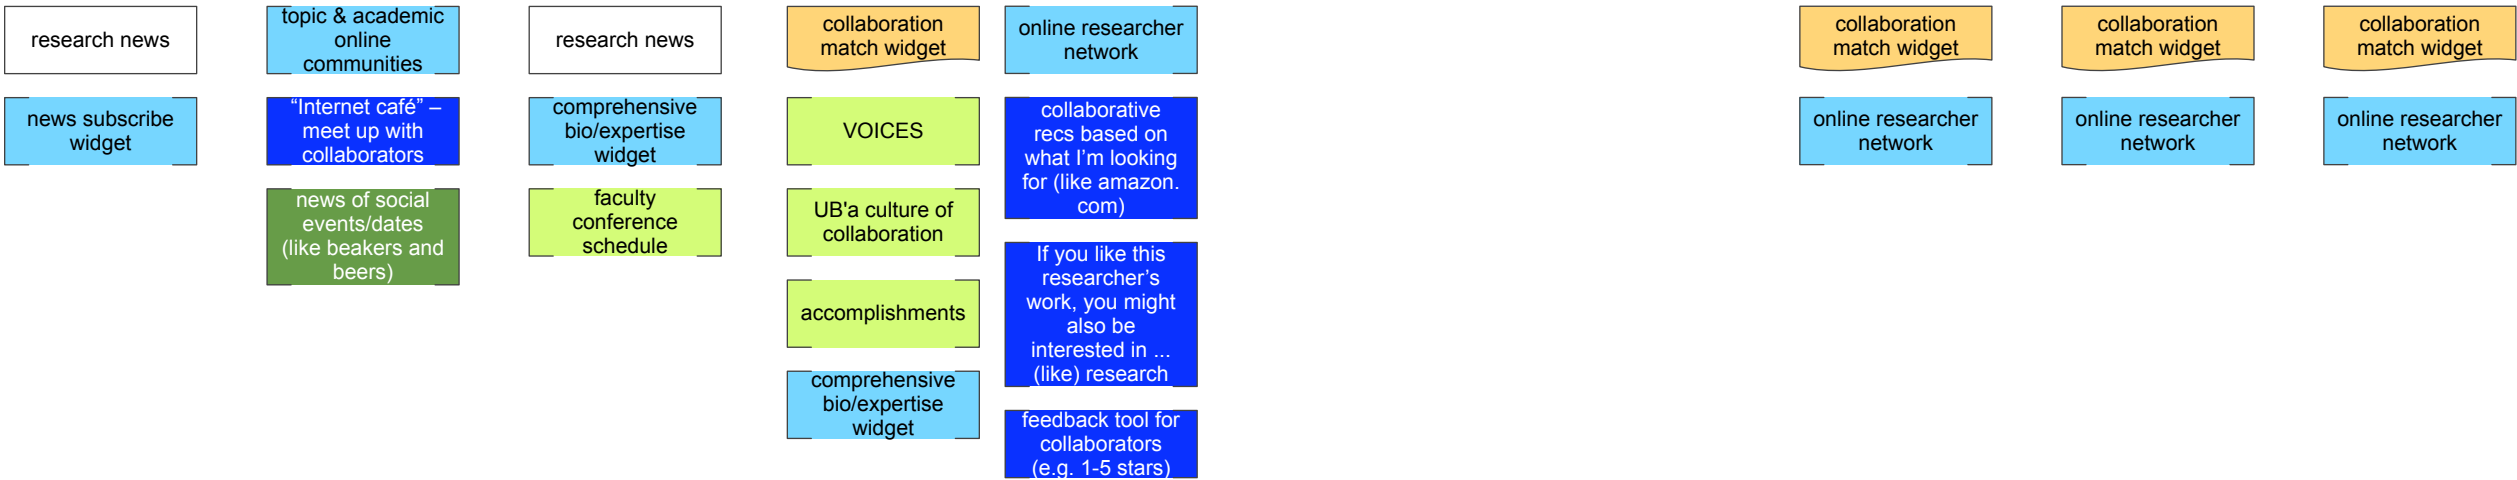 research news
news subscribe
widget
topic & academic
online
communities
“Internet café” –
meet up with
collaborators
news of social
events/dates
(like beakers and
beers)
research news
comprehensive
bio/expertise
widget
faculty
conference
schedule
collaboration
match widget
VOICES
UB'a culture of
collaboration
accomplishments
comprehensive
bio/expertise
widget
online researcher
network
collaborative
recs based on
what I’m looking
for (like amazon.
com)
If you like this
researcher’s
work, you might
also be
interested in ...
(like) research
feedback tool for
collaborators
(e.g. 1-5 stars)
collaboration
match widget
online researcher
network
collaboration
match widget
online researcher
network
collaboration
match widget
online researcher
network